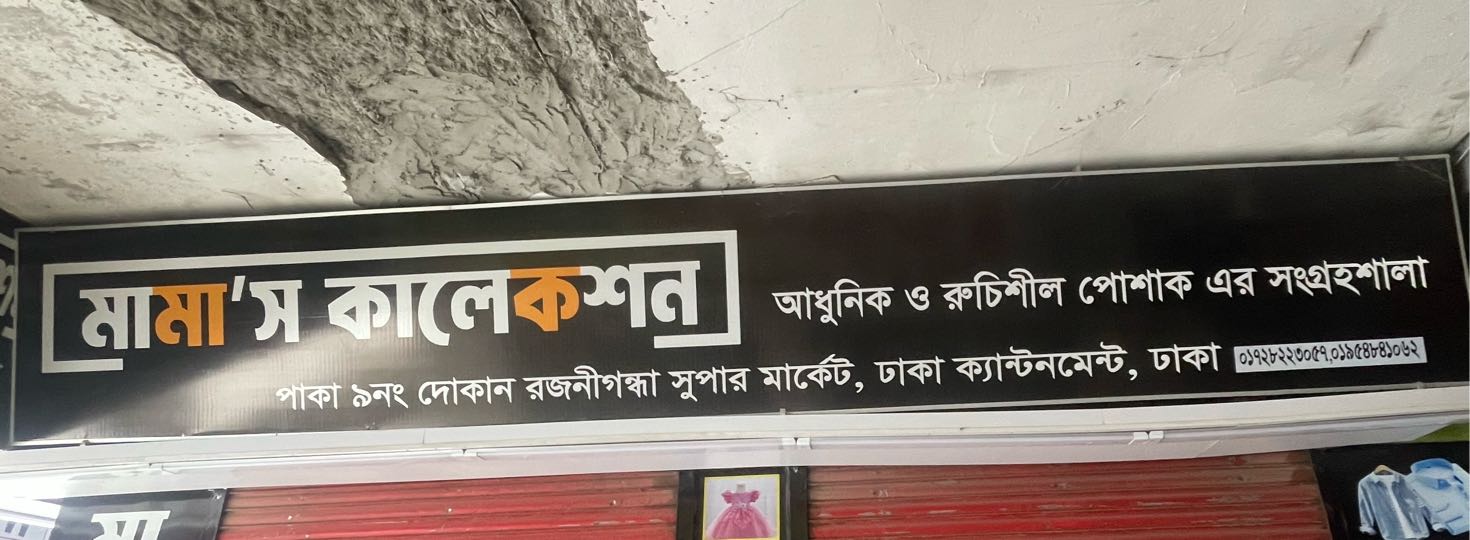 মামা'স কালেকশন
আধুনিক ও রুচিশীল পোশাক এর সংগ্রহশালা
পাকা ৯নং দোকান রজনীগন্ধা সুপার মার্কেট, ঢাকা ক্যান্টনমেন্ট, ঢাকা ০১৭২৮২২৩০৫৭,০১৯৫৪৮৪১০৬২
মা